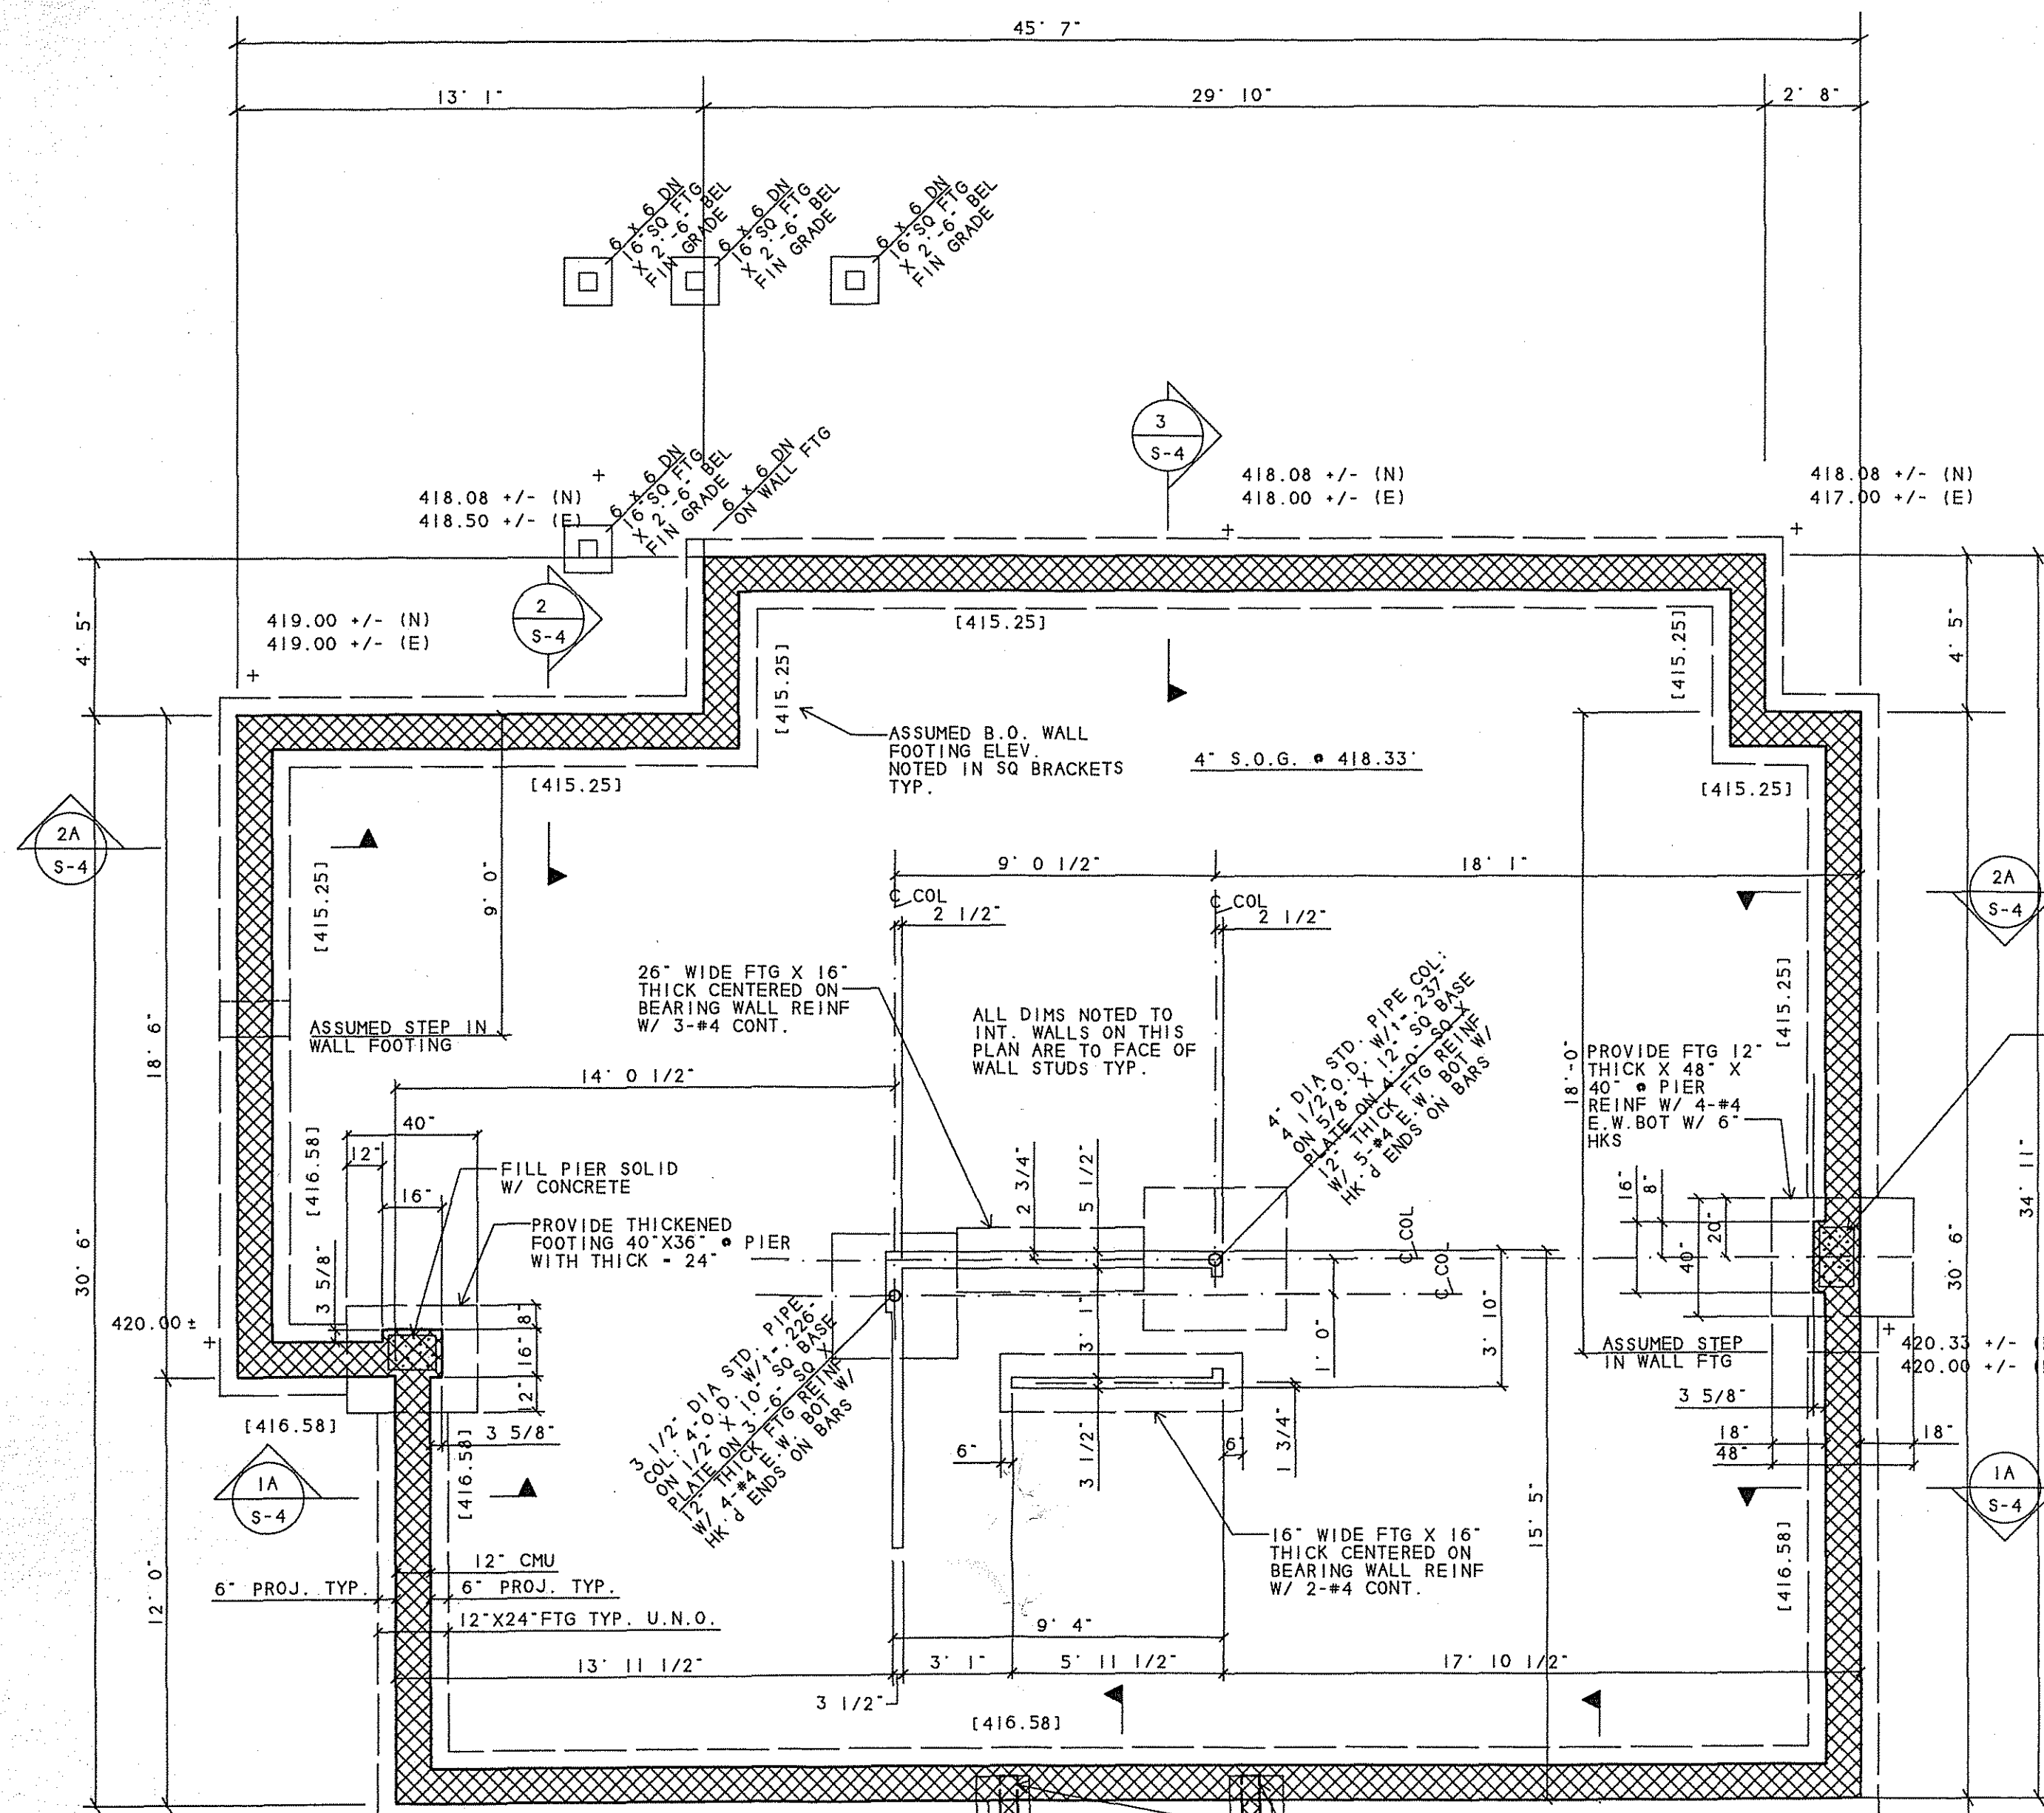 45' 7"
13' 1"
29' 10"
2' 8"
6 x 6 DN
16"SQ FTG
X 2'-6" BEL
FIN GRADE
6 x 6 DN
16"SQ FTG
X 2'-6" BEL
FIN GRADE
6 x 6 DN
16"SQ FTG
X 2'-6" BEL
FIN GRADE
3
S-4
418.08 +/- (N)
418.50 +/- (E)
6 x 6 DN
16"SQ FTG
X 2'-6" BEL
FIN GRADE
6 x 6 DN
ON WALL FTG
418.08 +/- (N)
418.00 +/- (E)
418.08 +/- (N)
417.00 +/- (E)
4' 5"
419.00 +/- (N)
419.00 +/- (E)
2
S-4
[415.25]
[415.25]
[415.25]
4' 5"
ASSUMED B.O. WALL
FOOTING ELEV.
NOTED IN SQ BRACKETS
TYP.
4" S.O.G. @ 418.33'
[415.25]
[415.25]
2A
S-4
[415.25]
9' 0"
9' 0 1/2"
18' 1"
2A
S-4
℄ COL
2 1/2"
℄ COL
2 1/2"
26" WIDE FTG X 16"
THICK CENTERED ON
BEARING WALL REINF
W/ 3-#4 CONT.
ALL DIMS NOTED TO
INT. WALLS ON THIS
PLAN ARE TO FACE OF
WALL STUDS TYP.
4" DIA STD. PIPE COL:
4 1/2"O.D. W/t=.237"
ON 5/8" X 12" SQ BASE
PLATE ON 4'-0" SQ X
12" THICK FTG REINF
W/ 5-#4 E.W. BOT W/
HK'd ENDS ON BARS
[415.25]
ASSUMED STEP IN
WALL FOOTING
18' 6"
18'-0"
PROVIDE FTG 12"
THICK X 48" X
40" @ PIER
REINF W/ 4-#4
E.W.BOT W/ 6"
HKS
14' 0 1/2"
40"
12"
16"
[416.58]
FILL PIER SOLID
W/ CONCRETE
PROVIDE THICKENED
FOOTING 40"X36" @ PIER
WITH THICK = 24"
2 3/4"
5 1/2"
16"
8"
20"
40"
34' 11"
30' 6"
30' 6"
3 5/8"
℄ COL
℄ COL
420.00 ±
8"
16"
12"
3 1/2" DIA STD. PIPE
COL: 4"O.D. W/t=.226"
ON 1/2" X 10" SQ BASE
PLATE ON 3'-6" SQ X
12" THICK FTG REINF
W/ 4-#4 E.W. BOT W/
HK'd ENDS ON BARS
3' 1"
1' 0"
3' 10"
ASSUMED STEP
IN WALL FTG
420.33 +/-
420.00 +/-
3 5/8"
[416.58]
3 5/8"
[416.58]
6"
3 1/2"
6"
1 3/4"
18"
48"
18"
1A
S-4
1A
S-4
15' 5"
16" WIDE FTG X 16"
THICK CENTERED ON
BEARING WALL REINF
W/ 2-#4 CONT.
[416.58]
12' 0"
12" CMU
6" PROJ. TYP.
6" PROJ. TYP.
12"X24"FTG TYP. U.N.O.
9' 4"
13' 11 1/2"
3' 1"
5' 11 1/2"
17' 10 1/2"
3 1/2"
[416.58]